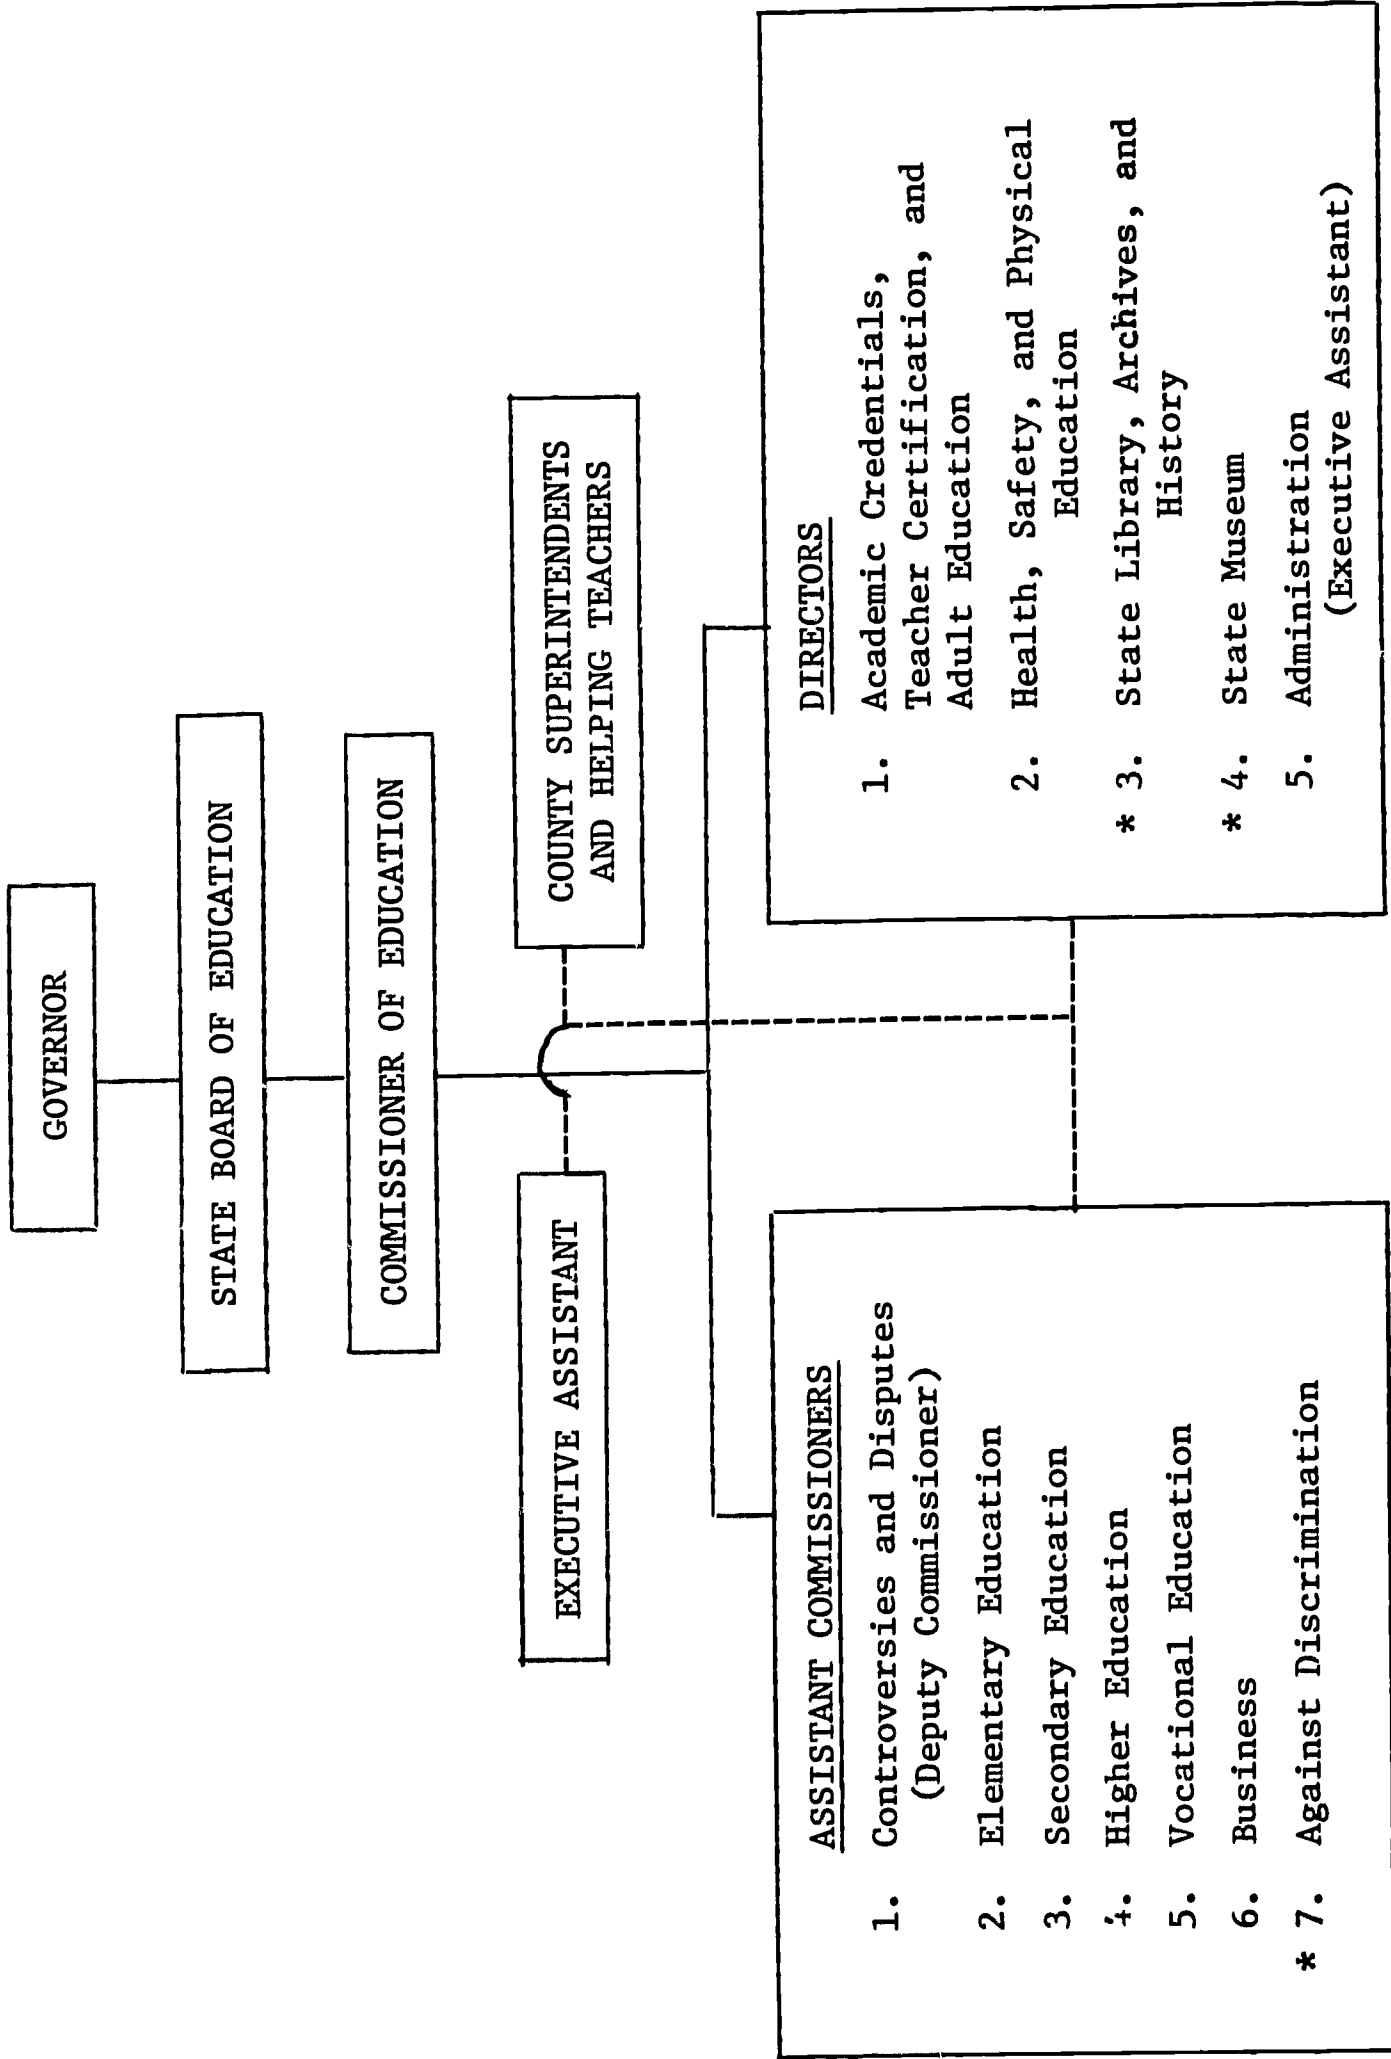 GOVERNOR
STATE BOARD OF EDUCATION
COMMISSIONER OF EDUCATION
EXECUTIVE ASSISTANT
COUNTY SUPERINTENDENTS
AND HELPING TEACHERS
ASSISTANT COMMISSIONERS
1. Controversies and Disputes
(Deputy Commissioner)
2. Elementary Education
3. Secondary Education
4. Higher Education
5. Vocational Education
6. Business
* 7. Against Discrimination
DIRECTORS
1. Academic Credentials,
Teacher Certification, and
Adult Education
2. Health, Safety, and Physical
Education
* 3. State Library, Archives, and
History
* 4. State Museum
5. Administration
(Executive Assistant)